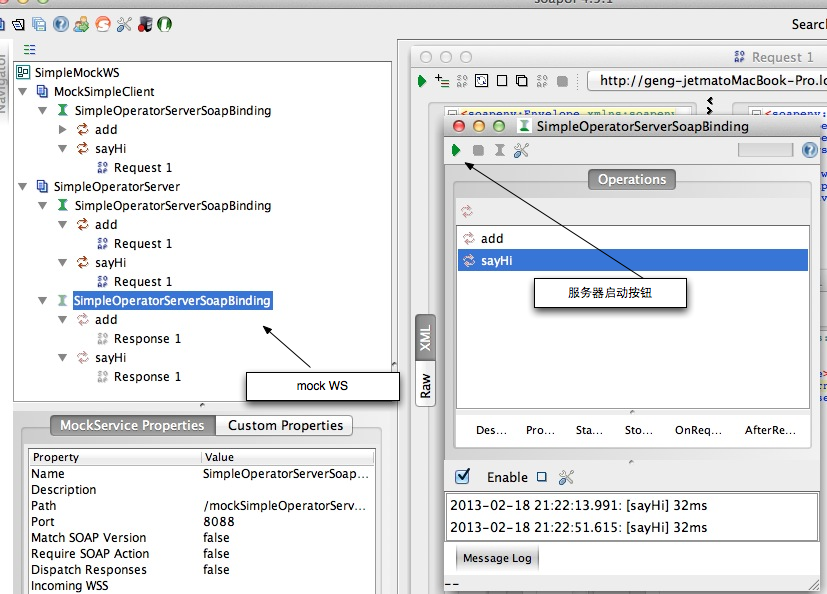 soapUI 4.5.1
Search
Navigator
SimpleMockWS
MockSimpleClient
SimpleOperatorServerSoapBinding
add
sayHi
Request 1
SimpleOperatorServer
SimpleOperatorServerSoapBinding
add
Request 1
sayHi
Request 1
SimpleOperatorServerSoapBinding
add
Response 1
sayHi
Response 1
mock WS
MockService Properties
Custom Properties
Property Value
Name SimpleOperatorServerSoap...
Description
Path /mockSimpleOperatorServ...
Port 8088
Match SOAP Version false
Require SOAP Action false
Dispatch Responses false
Incoming WSS
Request 1
http://geng-jetmatoMacBook-Pro.lo
<soapenv:Envelope xmlns:soapenv
XML
Raw
SimpleOperatorServerSoapBinding
Operations
add
sayHi
服务器启动按钮
Des... Pro... Sta... Sto... OnReq... AfterRe...
Enable
2013-02-18 21:22:13.991: [sayHi] 32ms
2013-02-18 21:22:51.615: [sayHi] 32ms
Message Log
--